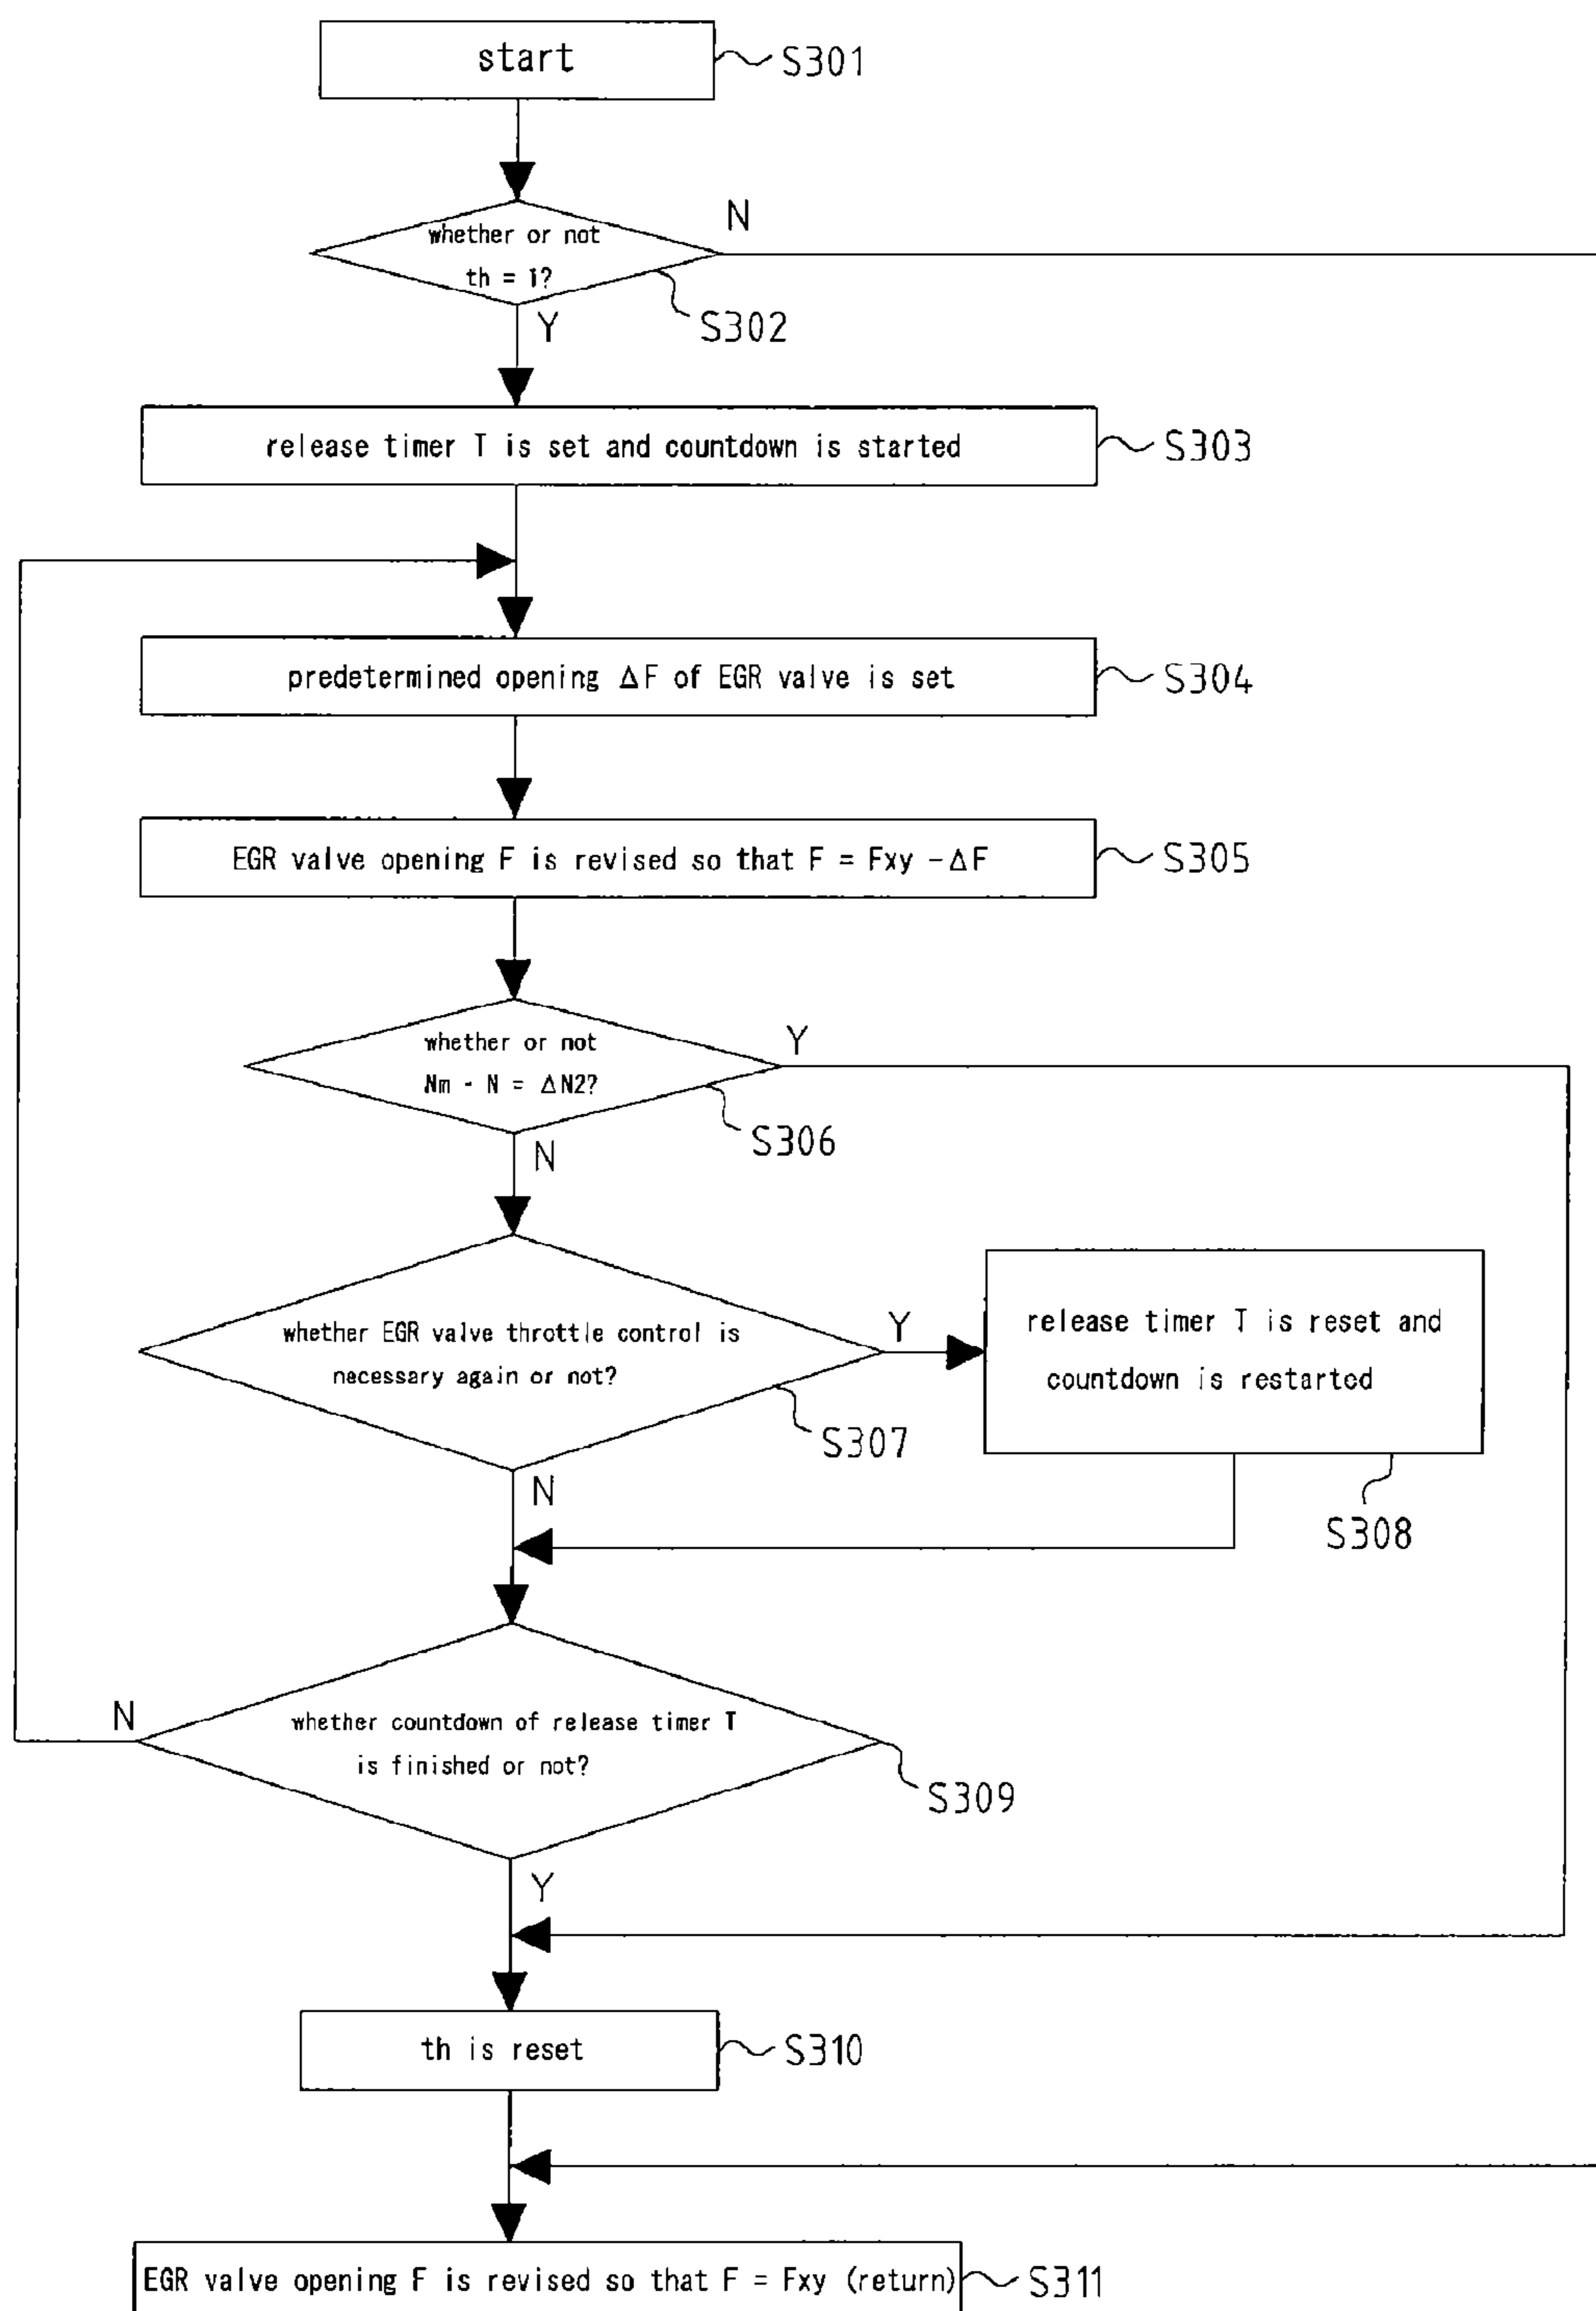 start
S301
whether or not
th = 1?
N
S302
Y
release timer T is set and countdown is started
S303
predetermined opening ΔF of EGR valve is set
S304
EGR valve opening F is revised so that F = Fxy -ΔF
S305
whether or not
Nm - N = ΔN2?
Y
S306
N
whether EGR valve throttle control is
necessary again or not?
Y
S307
N
release timer T is reset and
countdown is restarted
S308
whether countdown of release timer T
is finished or not?
N
S309
Y
th is reset
S310
EGR valve opening F is revised so that F = Fxy (return)
S311